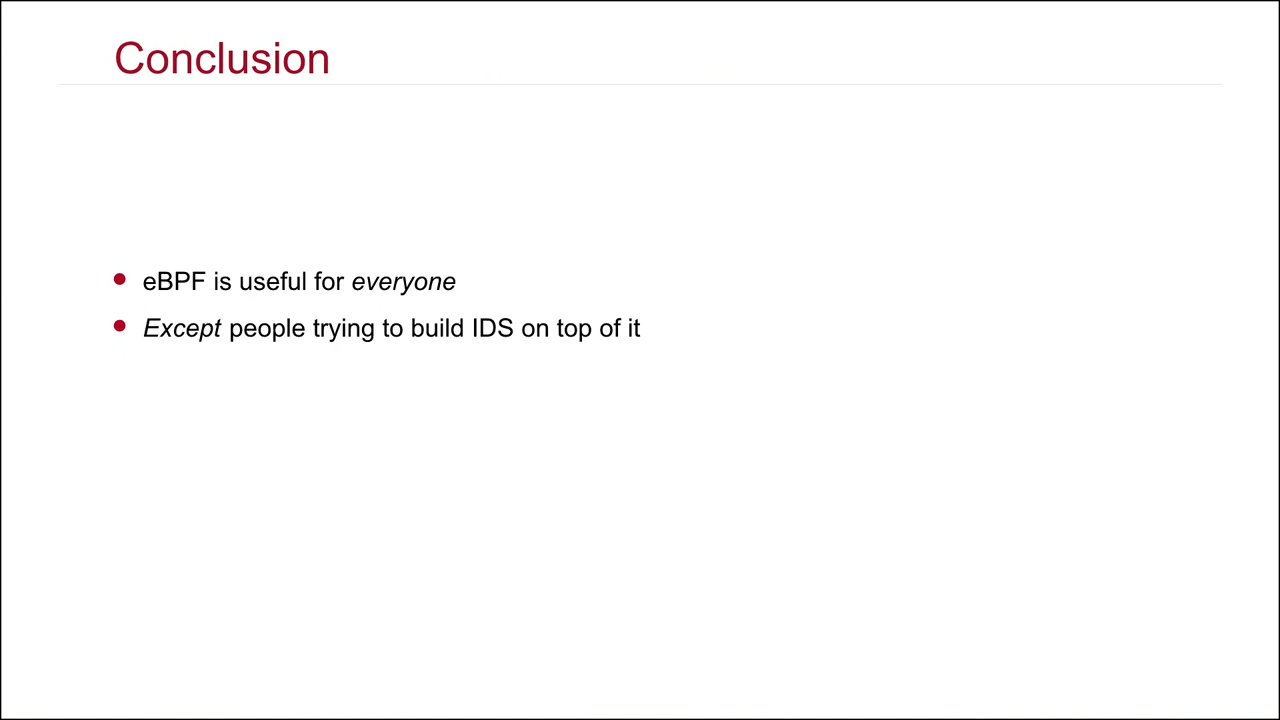 Conclusion
• eBPF is useful for everyone
• Except people trying to build IDS on top of it